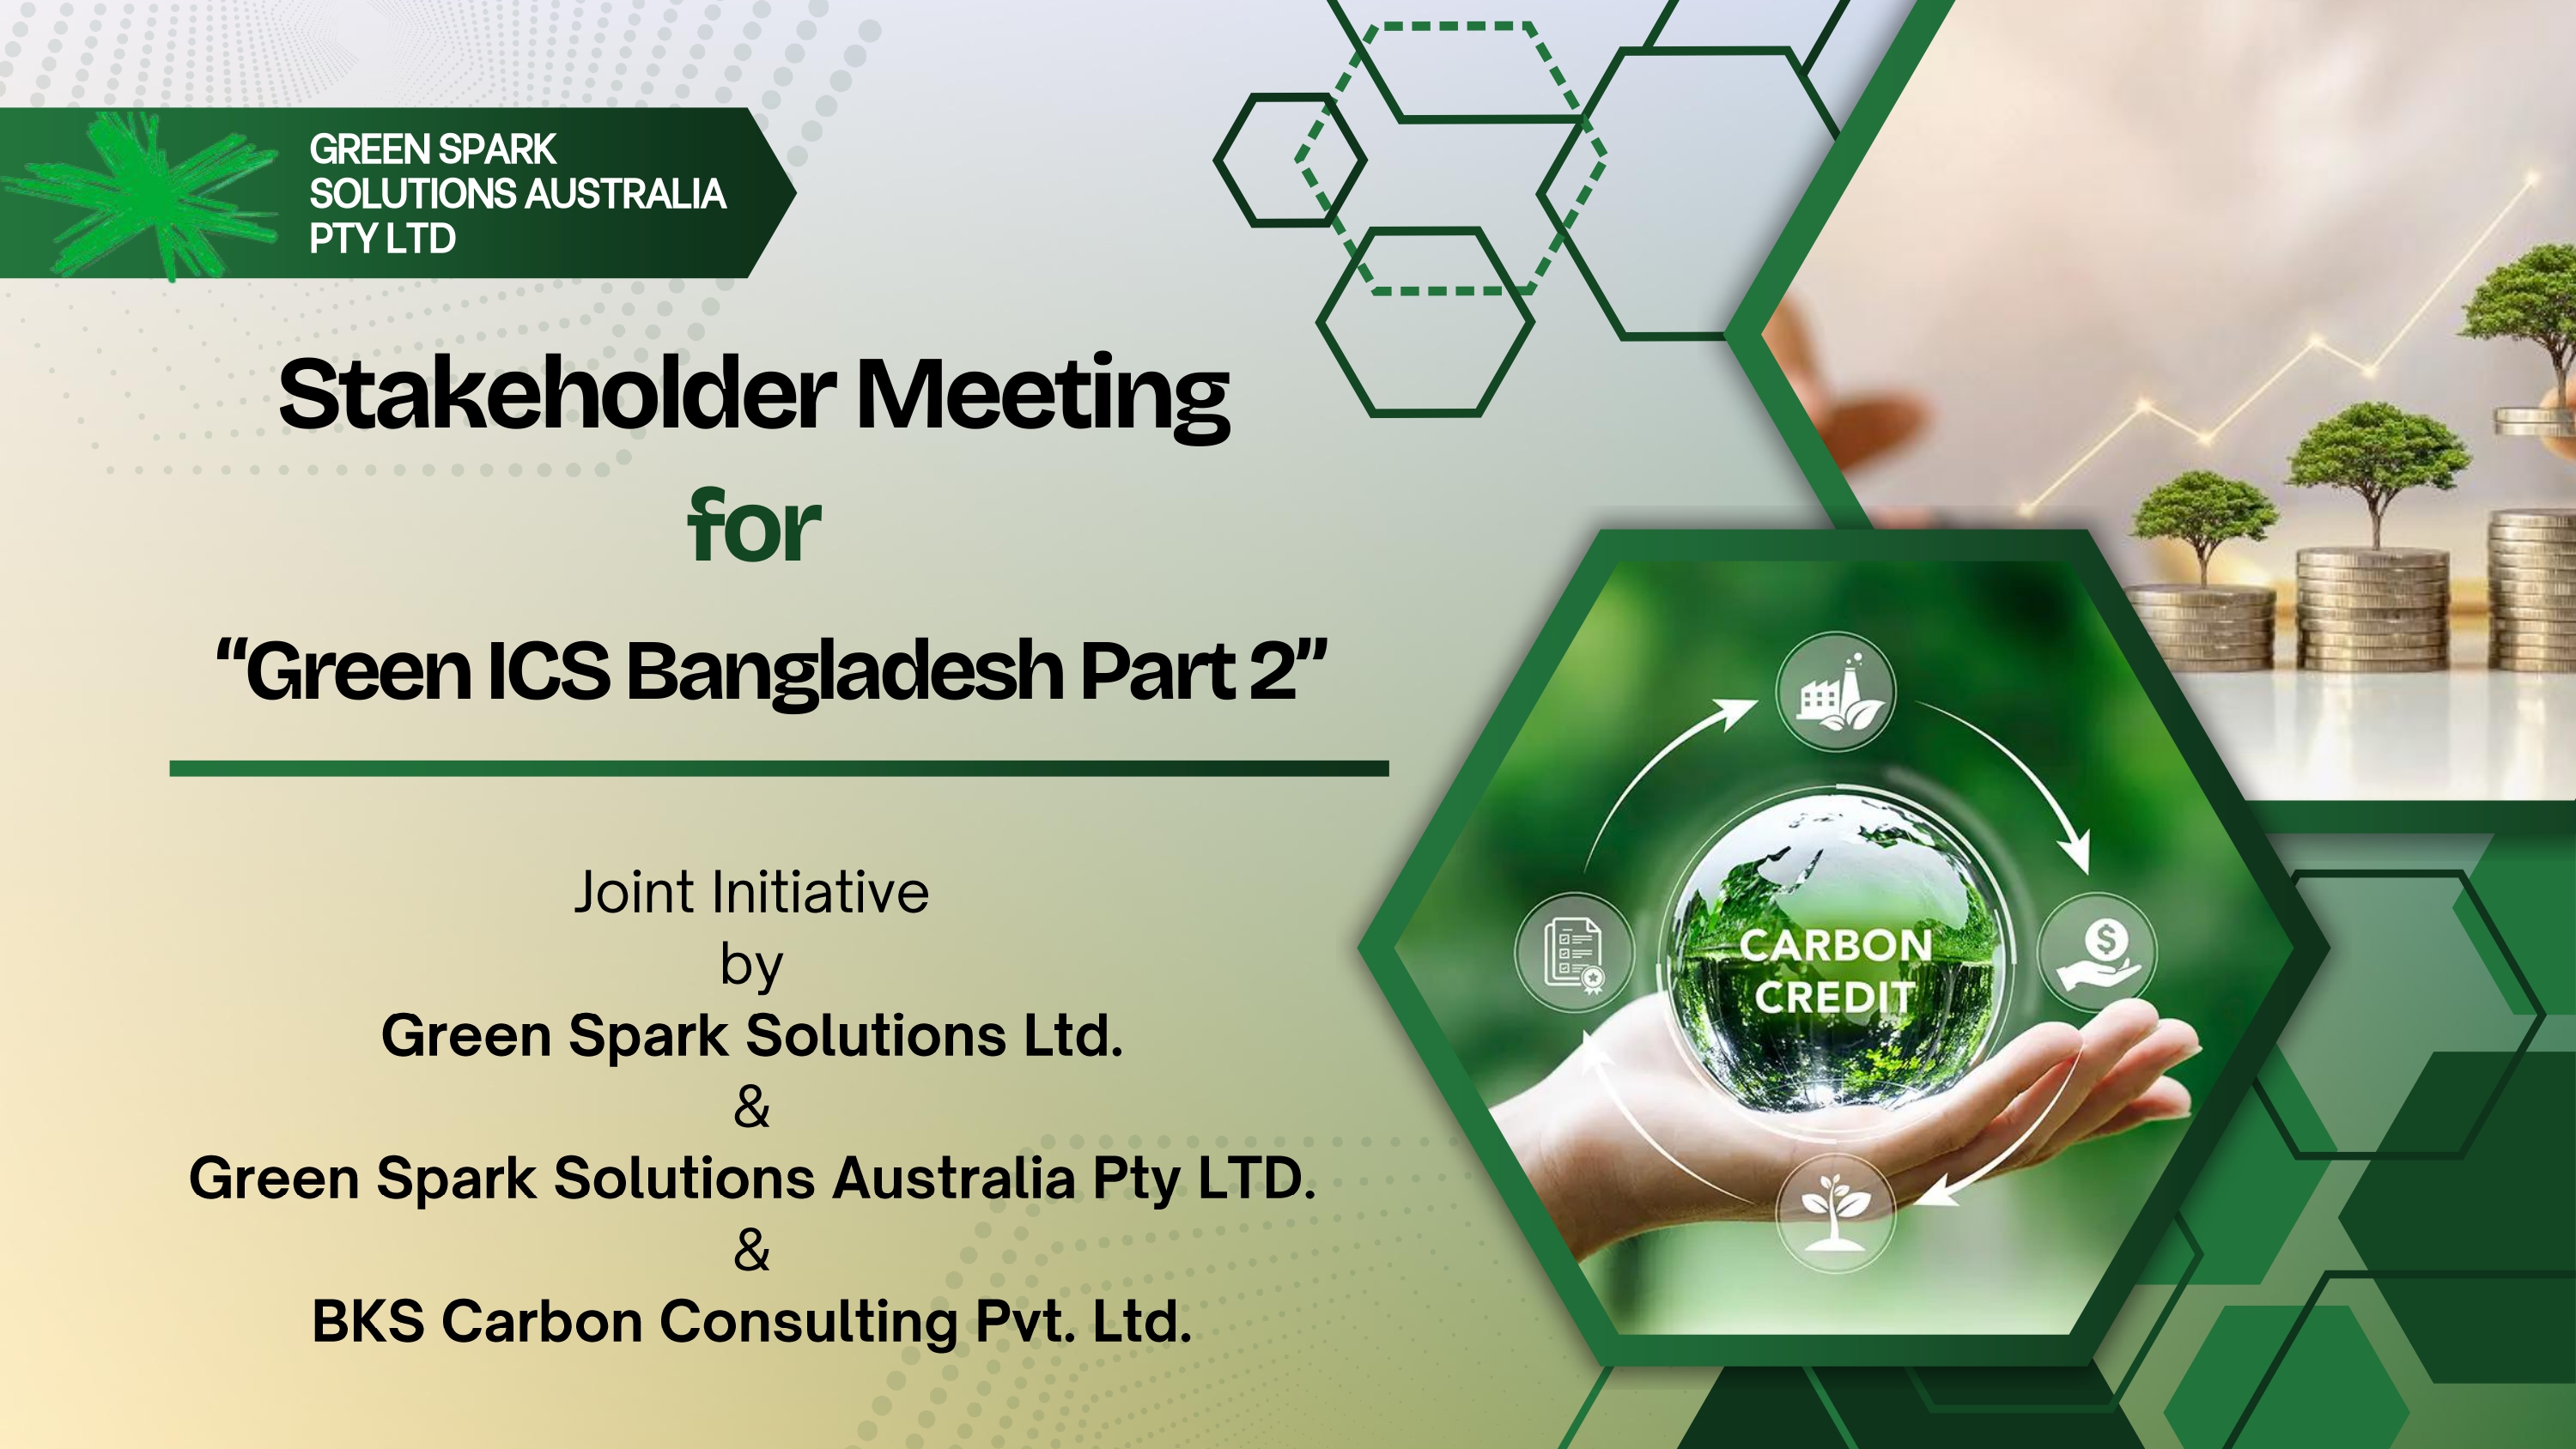 GREEN SPARK
SOLUTIONS AUSTRALIA
PTY LTD
Stakeholder Meeting
for
“Green ICS Bangladesh Part 2”
Joint Initiative
by
Green Spark Solutions Ltd.
&
Green Spark Solutions Australia Pty LTD.
&
BKS Carbon Consulting Pvt. Ltd.
CARBON
CREDIT
$